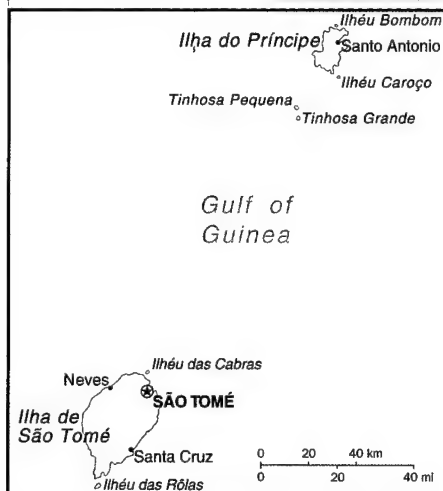 Ilhéu Bombom
Ilha do Príncipe
Santo Antonio
Ilhéu Caroço
Tinhosa Pequena
Tinhosa Grande
Gulf of
Guinea
Ilhéu das Cabras
Neves
SÃO TOMÉ
Ilha de
São Tomé
Santa Cruz
Ilhéu das Rôlas
0 20 40 km
0 20 40 mi